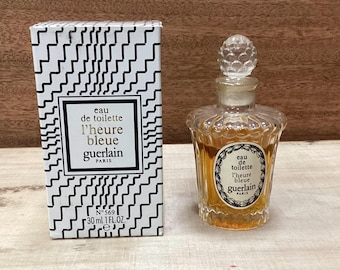 eau
de toilette
l'heure
bleue
guerlain
PARIS
N° 569
30 ml 1 FL.OZ.
e
eau
de toilette
l'heure
bleue
guerlain
PARIS